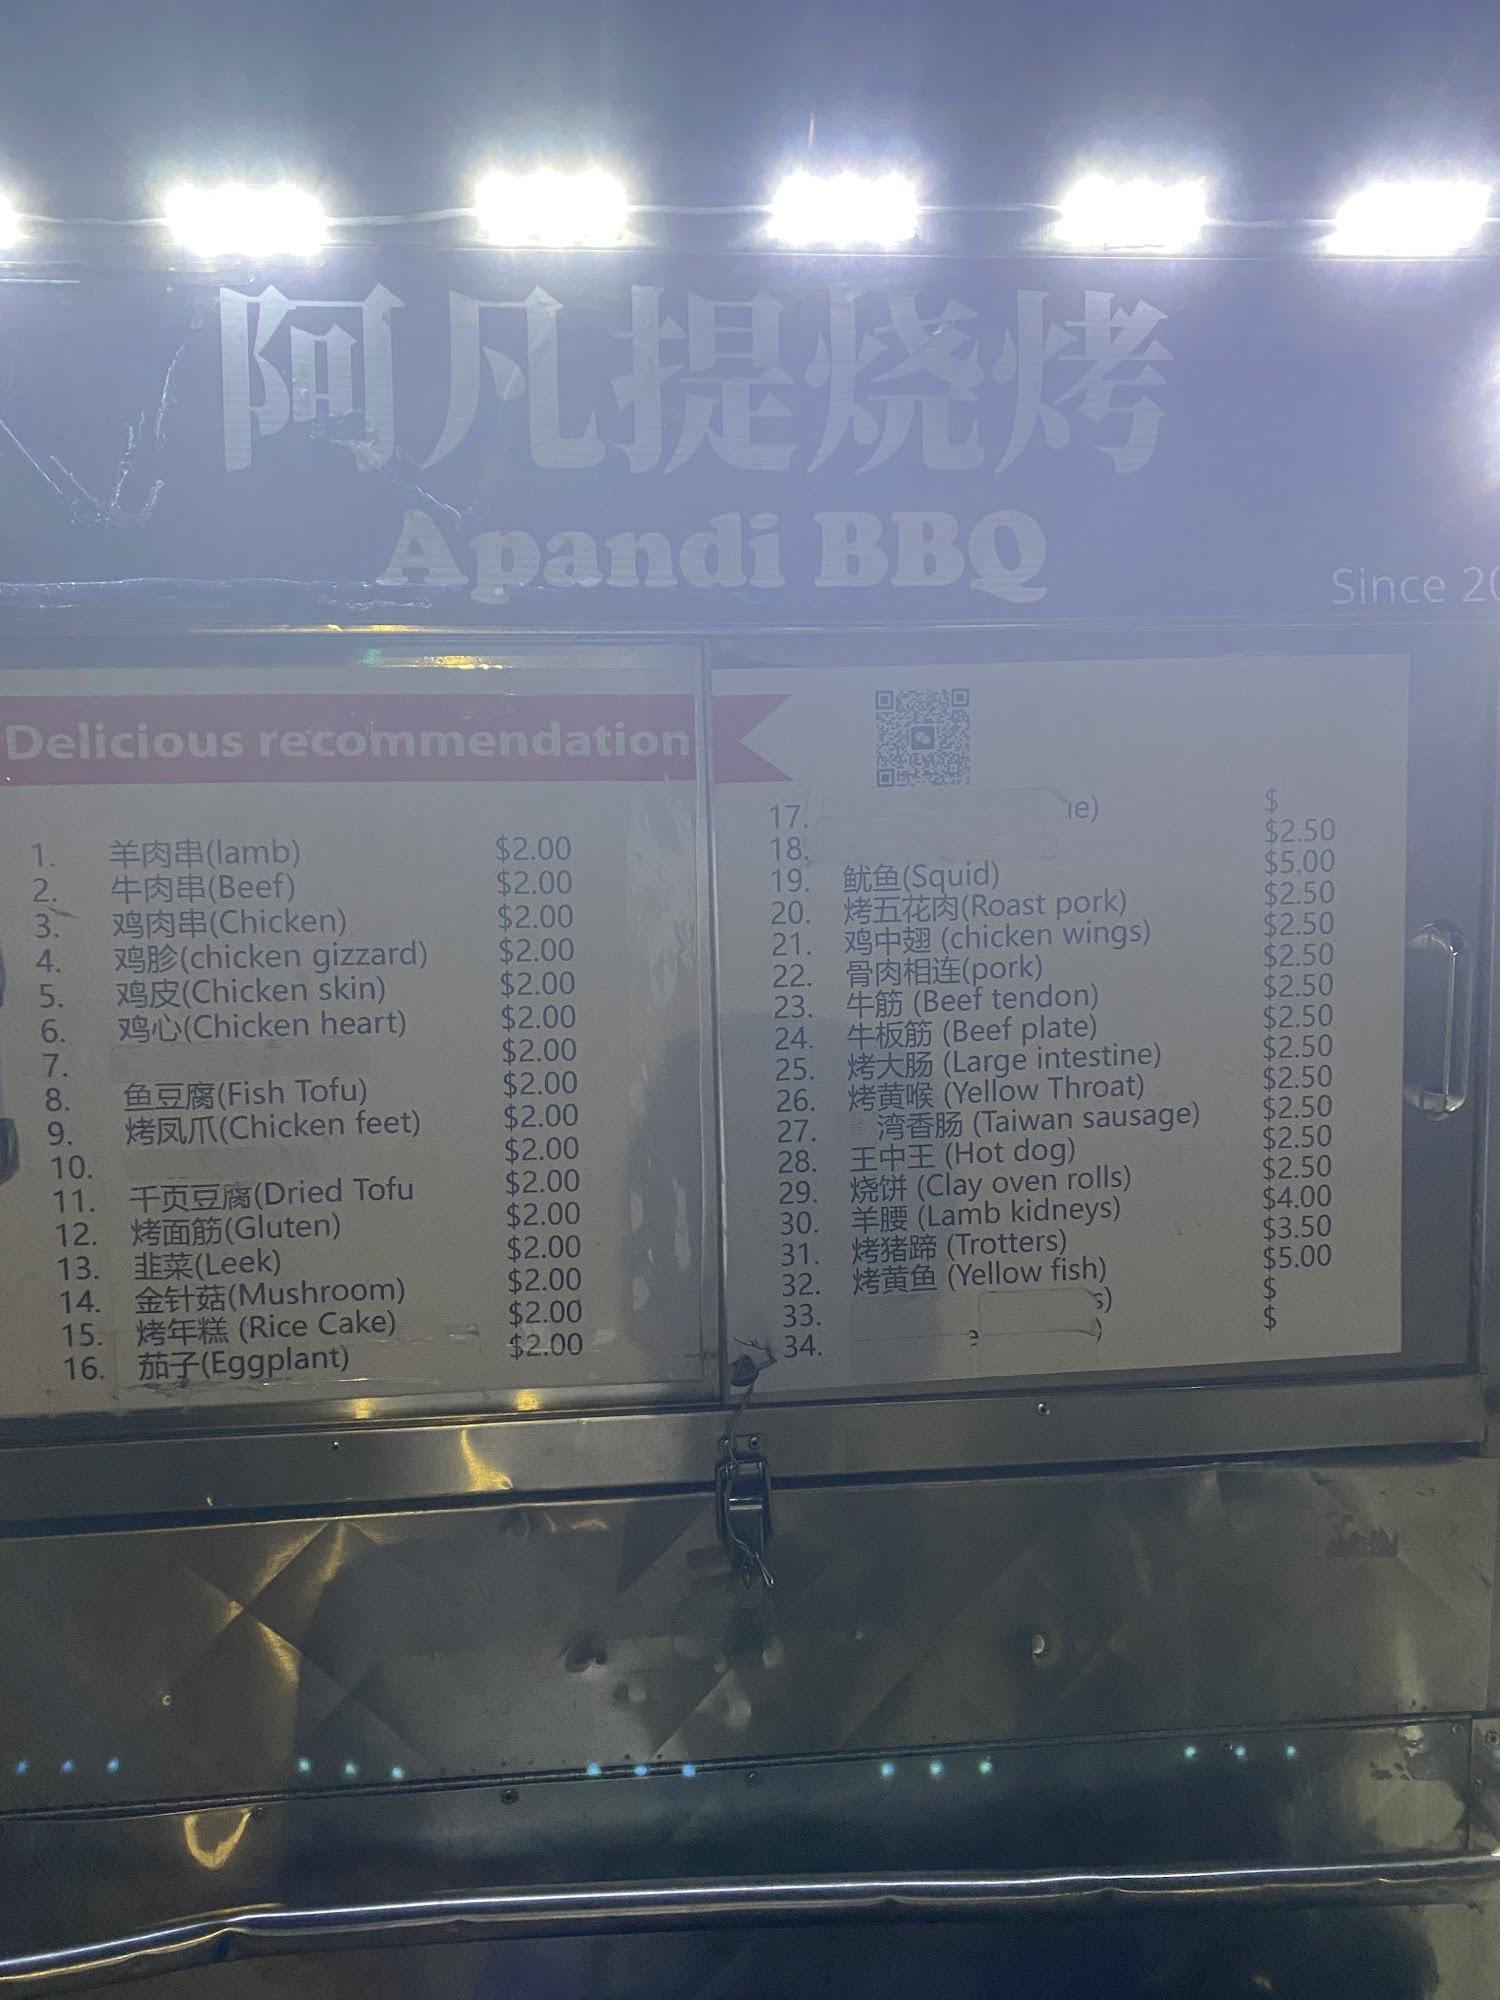 阿凡提烧烤
Apandi BBQ
Since 20
Delicious recommendation
1. 羊肉串(lamb) $2.00
2. 牛肉串(Beef) $2.00
3. 鸡肉串(Chicken) $2.00
4. 鸡胗(chicken gizzard) $2.00
5. 鸡皮(Chicken skin) $2.00
6. 鸡心(Chicken heart) $2.00
7. $2.00
8. 鱼豆腐(Fish Tofu) $2.00
9. 烤凤爪(Chicken feet) $2.00
10. $2.00
11. 千页豆腐(Dried Tofu $2.00
12. 烤面筋(Gluten) $2.00
13. 韭菜(Leek) $2.00
14. 金针菇(Mushroom) $2.00
15. 烤年糕 (Rice Cake) $2.00
16. 茄子(Eggplant) $2.00
17. ie) $
18. $2.50
19. 鱿鱼(Squid) $5.00
20. 烤五花肉(Roast pork) $2.50
21. 鸡中翅 (chicken wings) $2.50
22. 骨肉相连(pork) $2.50
23. 牛筋 (Beef tendon) $2.50
24. 牛板筋 (Beef plate) $2.50
25. 烤大肠 (Large intestine) $2.50
26. 烤黄喉 (Yellow Throat) $2.50
27. 湾香肠 (Taiwan sausage) $2.50
28. 王中王 (Hot dog) $2.50
29. 烧饼 (Clay oven rolls) $2.50
30. 羊腰 (Lamb kidneys) $4.00
31. 烤猪蹄 (Trotters) $3.50
32. 烤黄鱼 (Yellow fish) $5.00
33. s) $
34. ) $